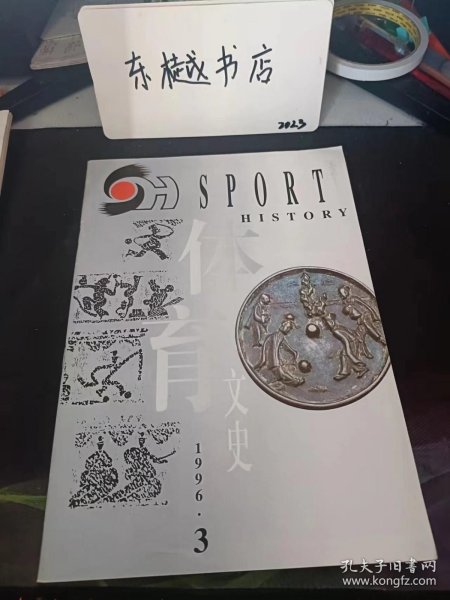 东樾书店
2023
SH SPORT
HISTORY
体育
文史
1996·3
孔夫子旧书网
www.kongfz.com